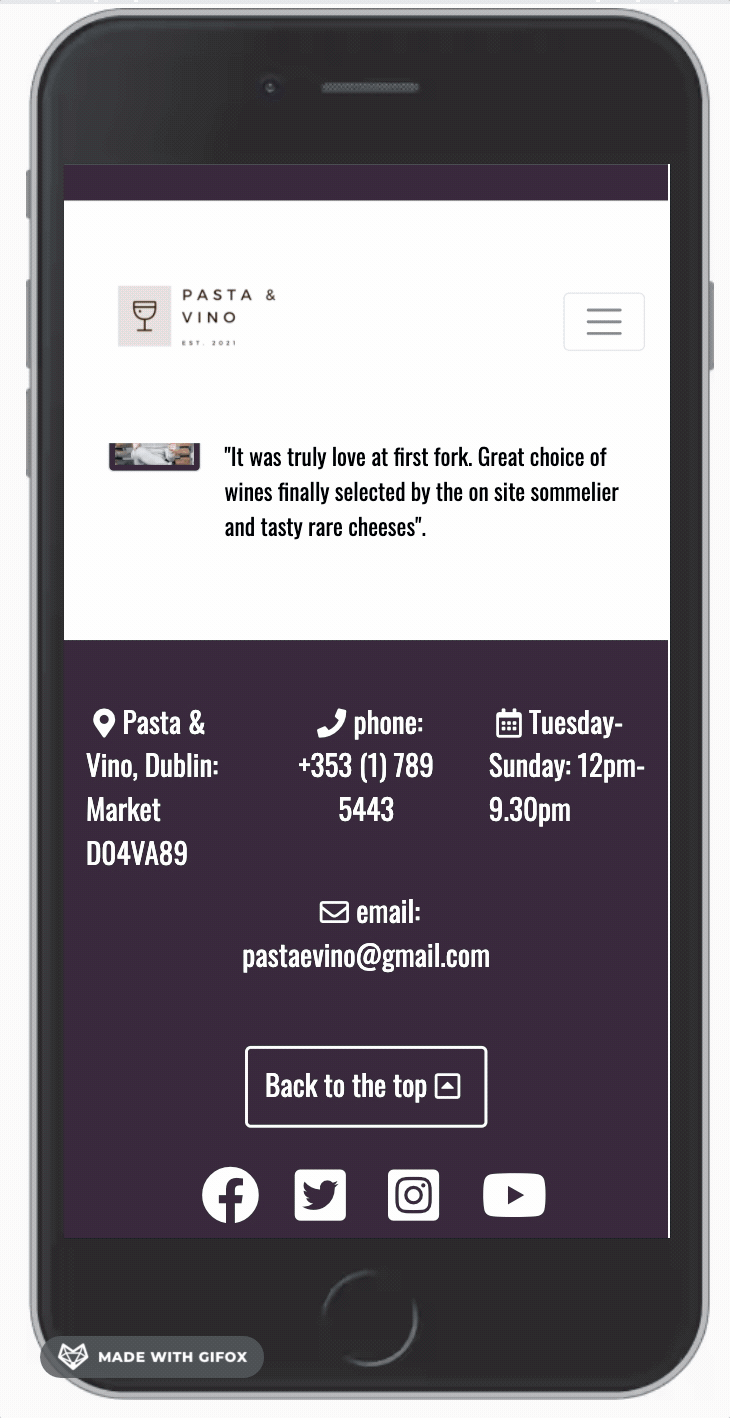 PASTA &
VINO
EST. 2021
"It was truly love at first fork. Great choice of
wines finally selected by the on site sommelier
and tasty rare cheeses".
Pasta &
Vino, Dublin:
Market
D04VA89
phone:
+353 (1) 789
5443
Tuesday-
Sunday: 12pm-
9.30pm
email:
pastaevino@gmail.com
Back to the top
MADE WITH GIFOX